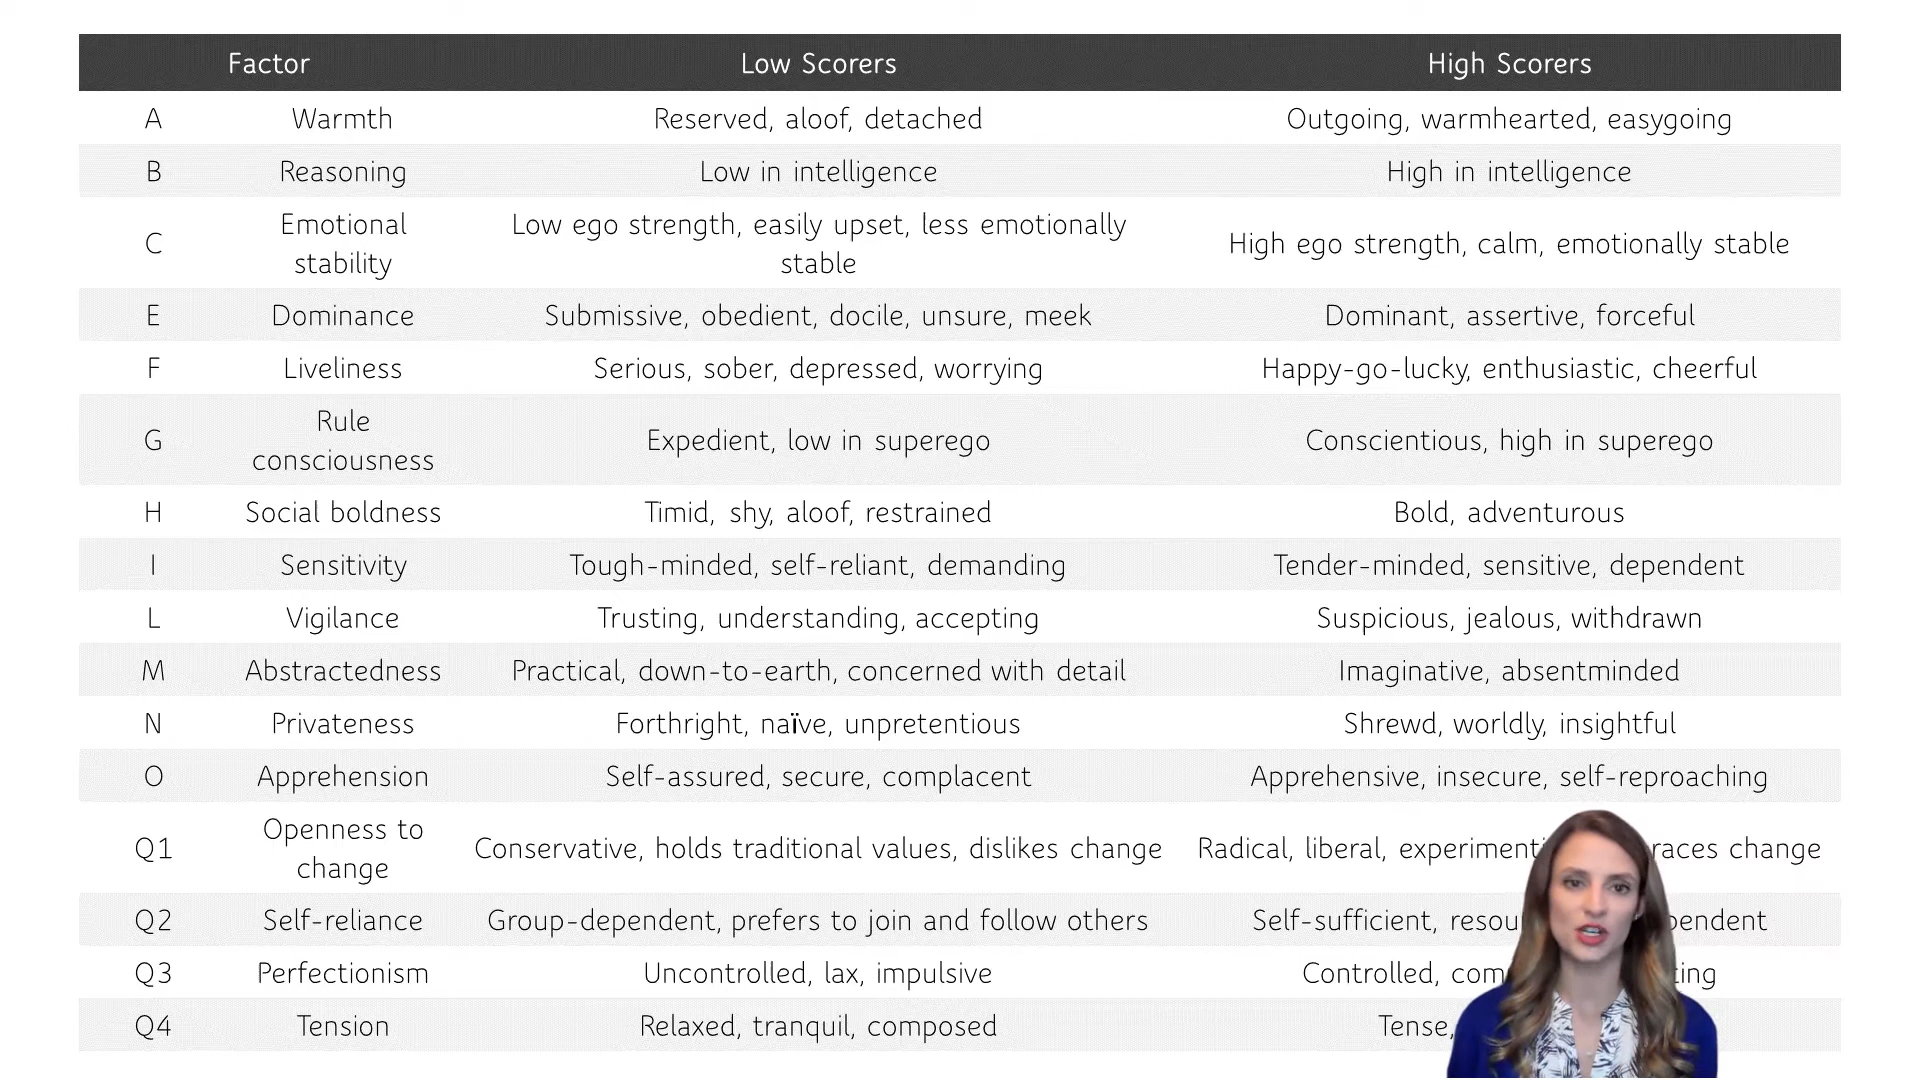 Factor Low Scorers High Scorers
A Warmth Reserved, aloof, detached Outgoing, warmhearted, easygoing
B Reasoning Low in intelligence High in intelligence
C Emotional stability Low ego strength, easily upset, less emotionally stable High ego strength, calm, emotionally stable
E Dominance Submissive, obedient, docile, unsure, meek Dominant, assertive, forceful
F Liveliness Serious, sober, depressed, worrying Happy-go-lucky, enthusiastic, cheerful
G Rule consciousness Expedient, low in superego Conscientious, high in superego
H Social boldness Timid, shy, aloof, restrained Bold, adventurous
I Sensitivity Tough-minded, self-reliant, demanding Tender-minded, sensitive, dependent
L Vigilance Trusting, understanding, accepting Suspicious, jealous, withdrawn
M Abstractedness Practical, down-to-earth, concerned with detail Imaginative, absentminded
N Privateness Forthright, naïve, unpretentious Shrewd, worldly, insightful
O Apprehension Self-assured, secure, complacent Apprehensive, insecure, self-reproaching
Q1 Openness to change Conservative, holds traditional values, dislikes change Radical, liberal, change
Q2 Self-reliance Group-dependent, prefers to join and follow others Self-sufficient,
Q3 Perfectionism Uncontrolled, lax, impulsive Controlled,
Q4 Tension Relaxed, tranquil, composed Tense,